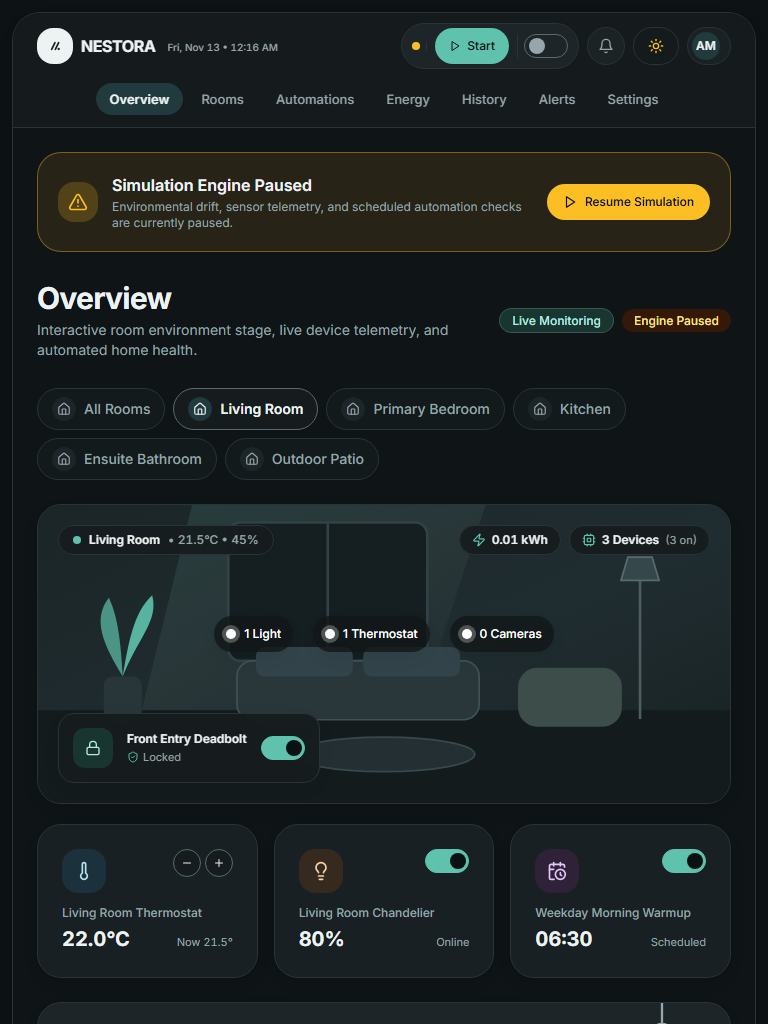 NESTORA
Fri, Nov 13 • 12:16 AM
Start
AM
Overview
Rooms
Automations
Energy
History
Alerts
Settings
Simulation Engine Paused
Environmental drift, sensor telemetry, and scheduled automation checks
are currently paused.
Resume Simulation
Overview
Interactive room environment stage, live device telemetry, and
automated home health.
Live Monitoring
Engine Paused
All Rooms
Living Room
Primary Bedroom
Kitchen
Ensuite Bathroom
Outdoor Patio
Living Room • 21.5°C • 45%
0.01 kWh
3 Devices (3 on)
1 Light
1 Thermostat
0 Cameras
Front Entry Deadbolt
Locked
Living Room Thermostat
22.0°C
Now 21.5°
Living Room Chandelier
80%
Online
Weekday Morning Warmup
06:30
Scheduled